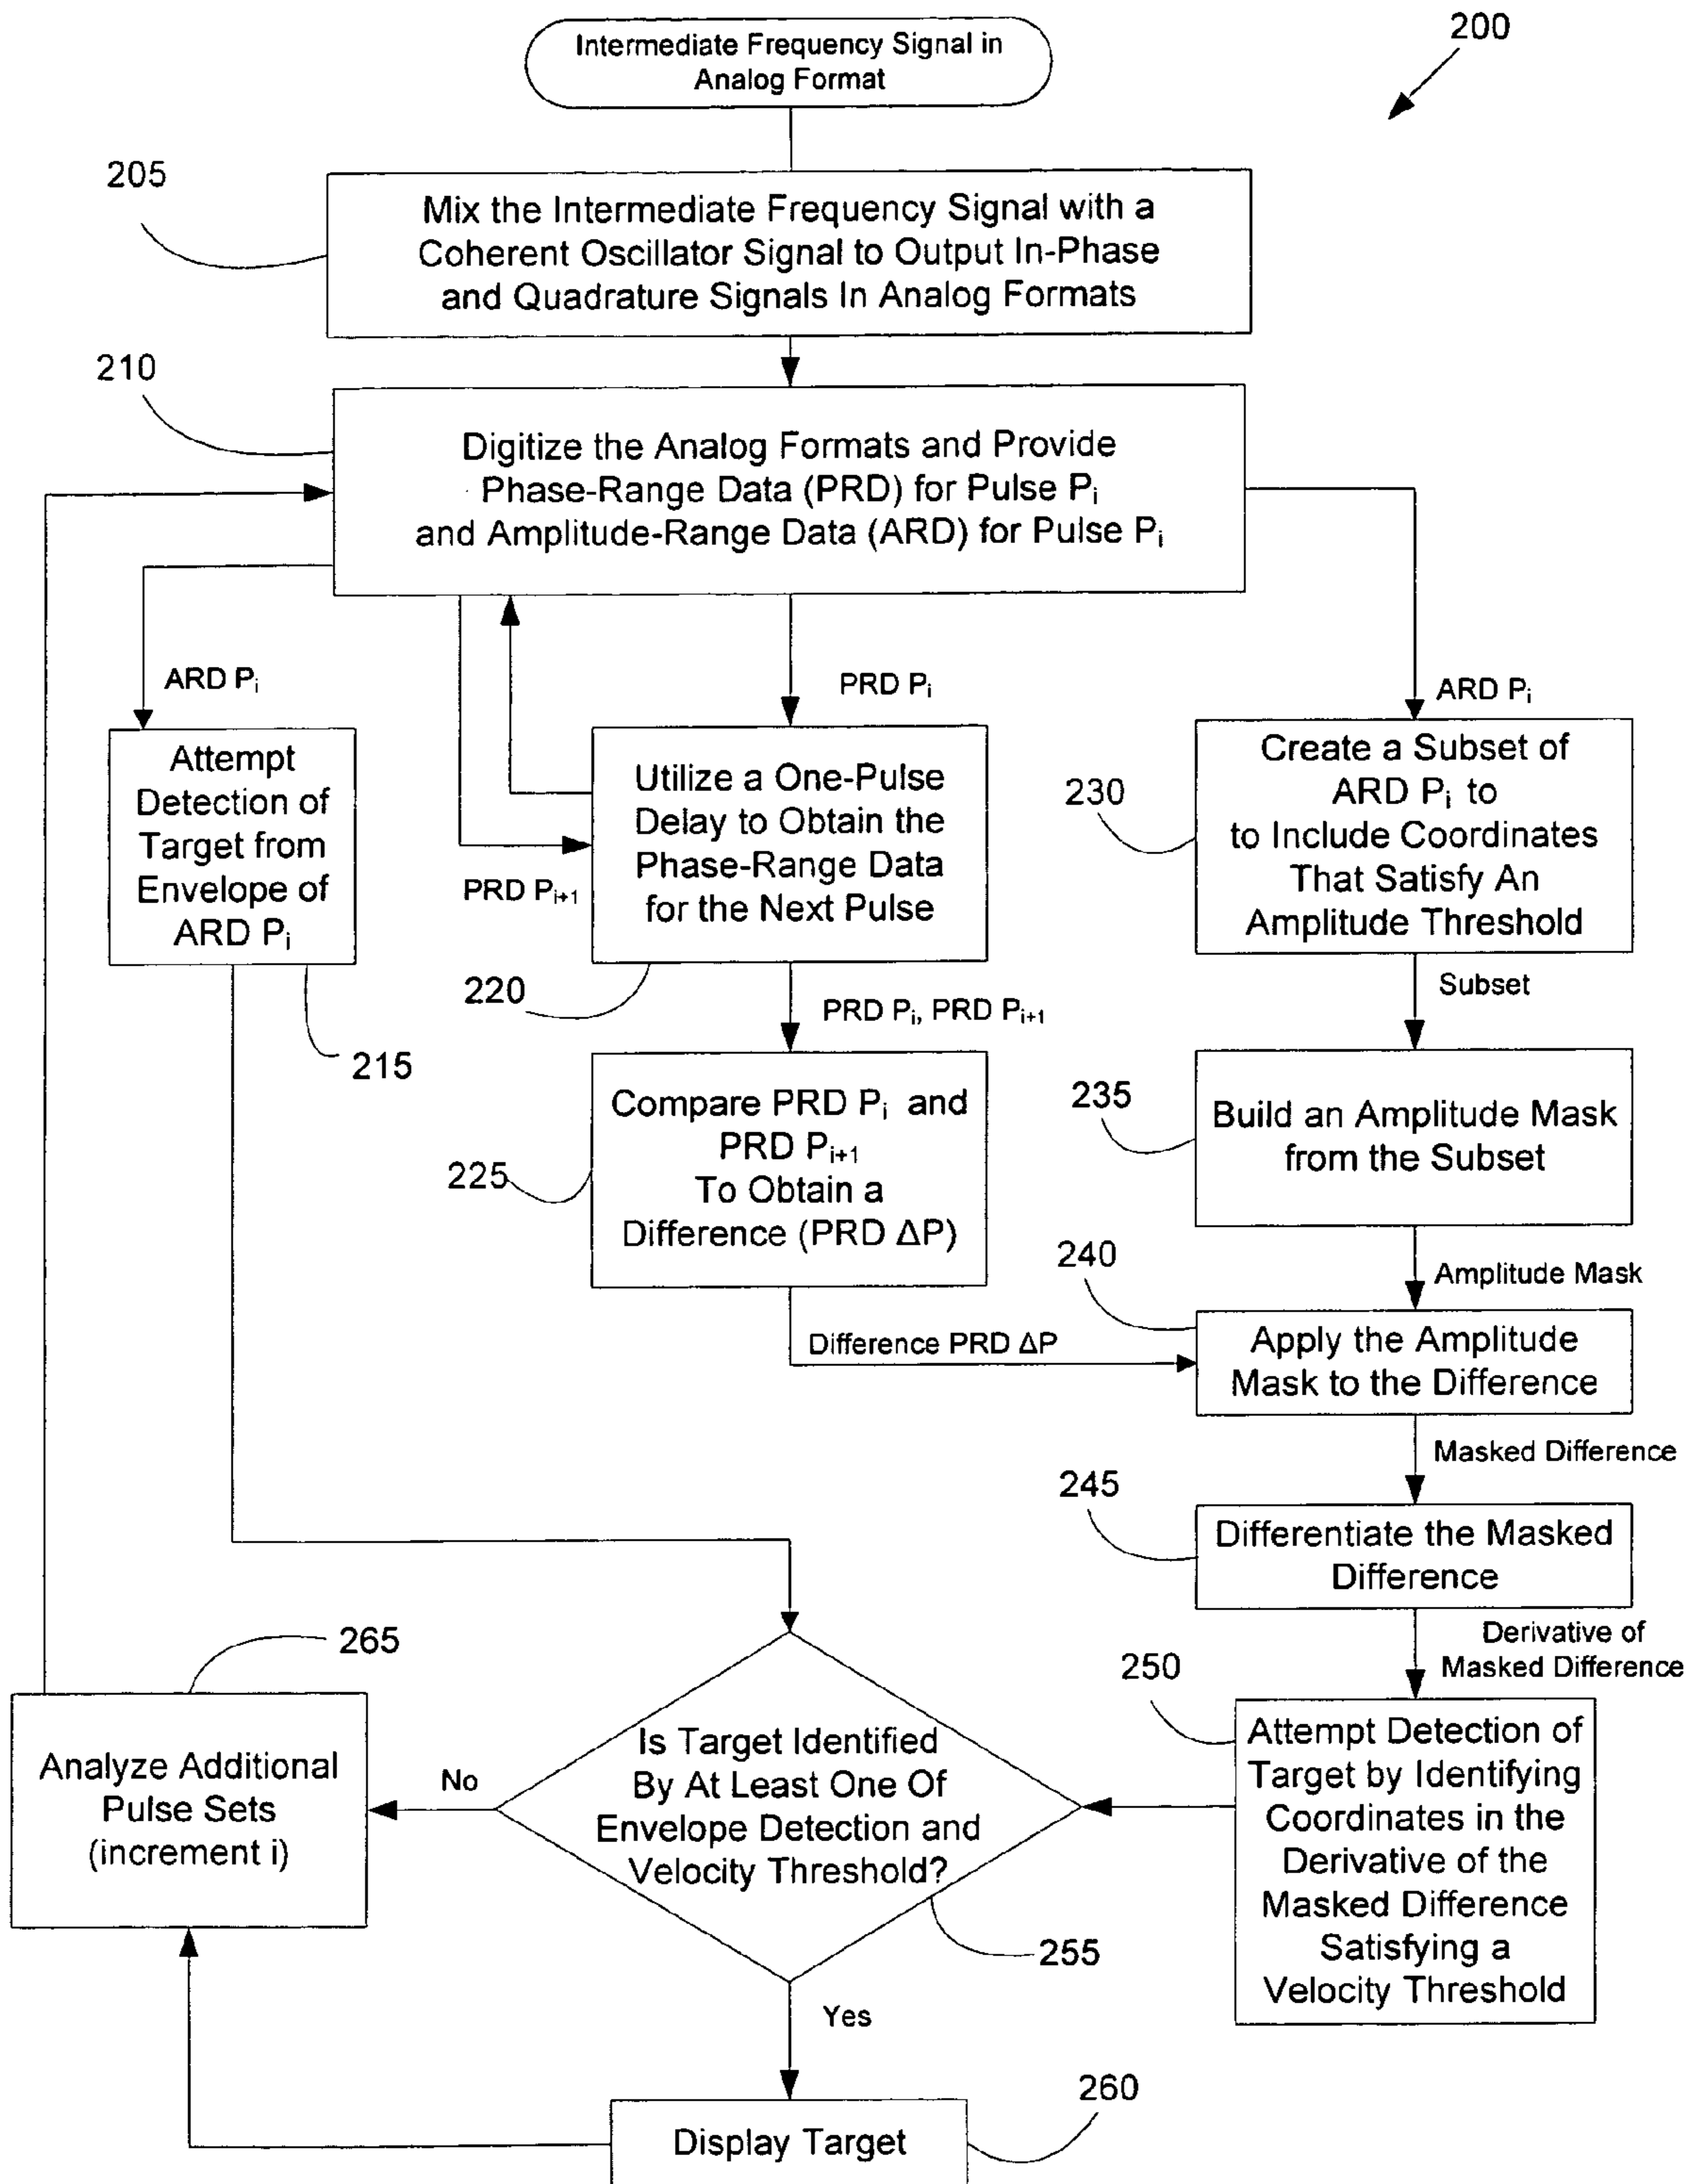 Intermediate Frequency Signal in
Analog Format
200
205
Mix the Intermediate Frequency Signal with a
Coherent Oscillator Signal to Output In-Phase
and Quadrature Signals In Analog Formats
210
Digitize the Analog Formats and Provide
Phase-Range Data (PRD) for Pulse Pi
and Amplitude-Range Data (ARD) for Pulse Pi
ARD Pi
PRD Pi
ARD Pi
Attempt
Detection of
Target from
Envelope of
ARD Pi
215
PRD Pi+1
Utilize a One-Pulse
Delay to Obtain the
Phase-Range Data
for the Next Pulse
220
PRD Pi, PRD Pi+1
230
Create a Subset of
ARD Pi to
to Include Coordinates
That Satisfy An
Amplitude Threshold
Subset
225
Compare PRD Pi and
PRD Pi+1
To Obtain a
Difference (PRD ΔP)
235
Build an Amplitude Mask
from the Subset
240
Amplitude Mask
Difference PRD ΔP
Apply the Amplitude
Mask to the Difference
Masked Difference
245
Differentiate the Masked
Difference
Derivative of
Masked Difference
265
250
Analyze Additional
Pulse Sets
(increment i)
No
Is Target Identified
By At Least One Of
Envelope Detection and
Velocity Threshold?
255
Attempt Detection of
Target by Identifying
Coordinates in the
Derivative of the
Masked Difference
Satisfying a
Velocity Threshold
Yes
260
Display Target